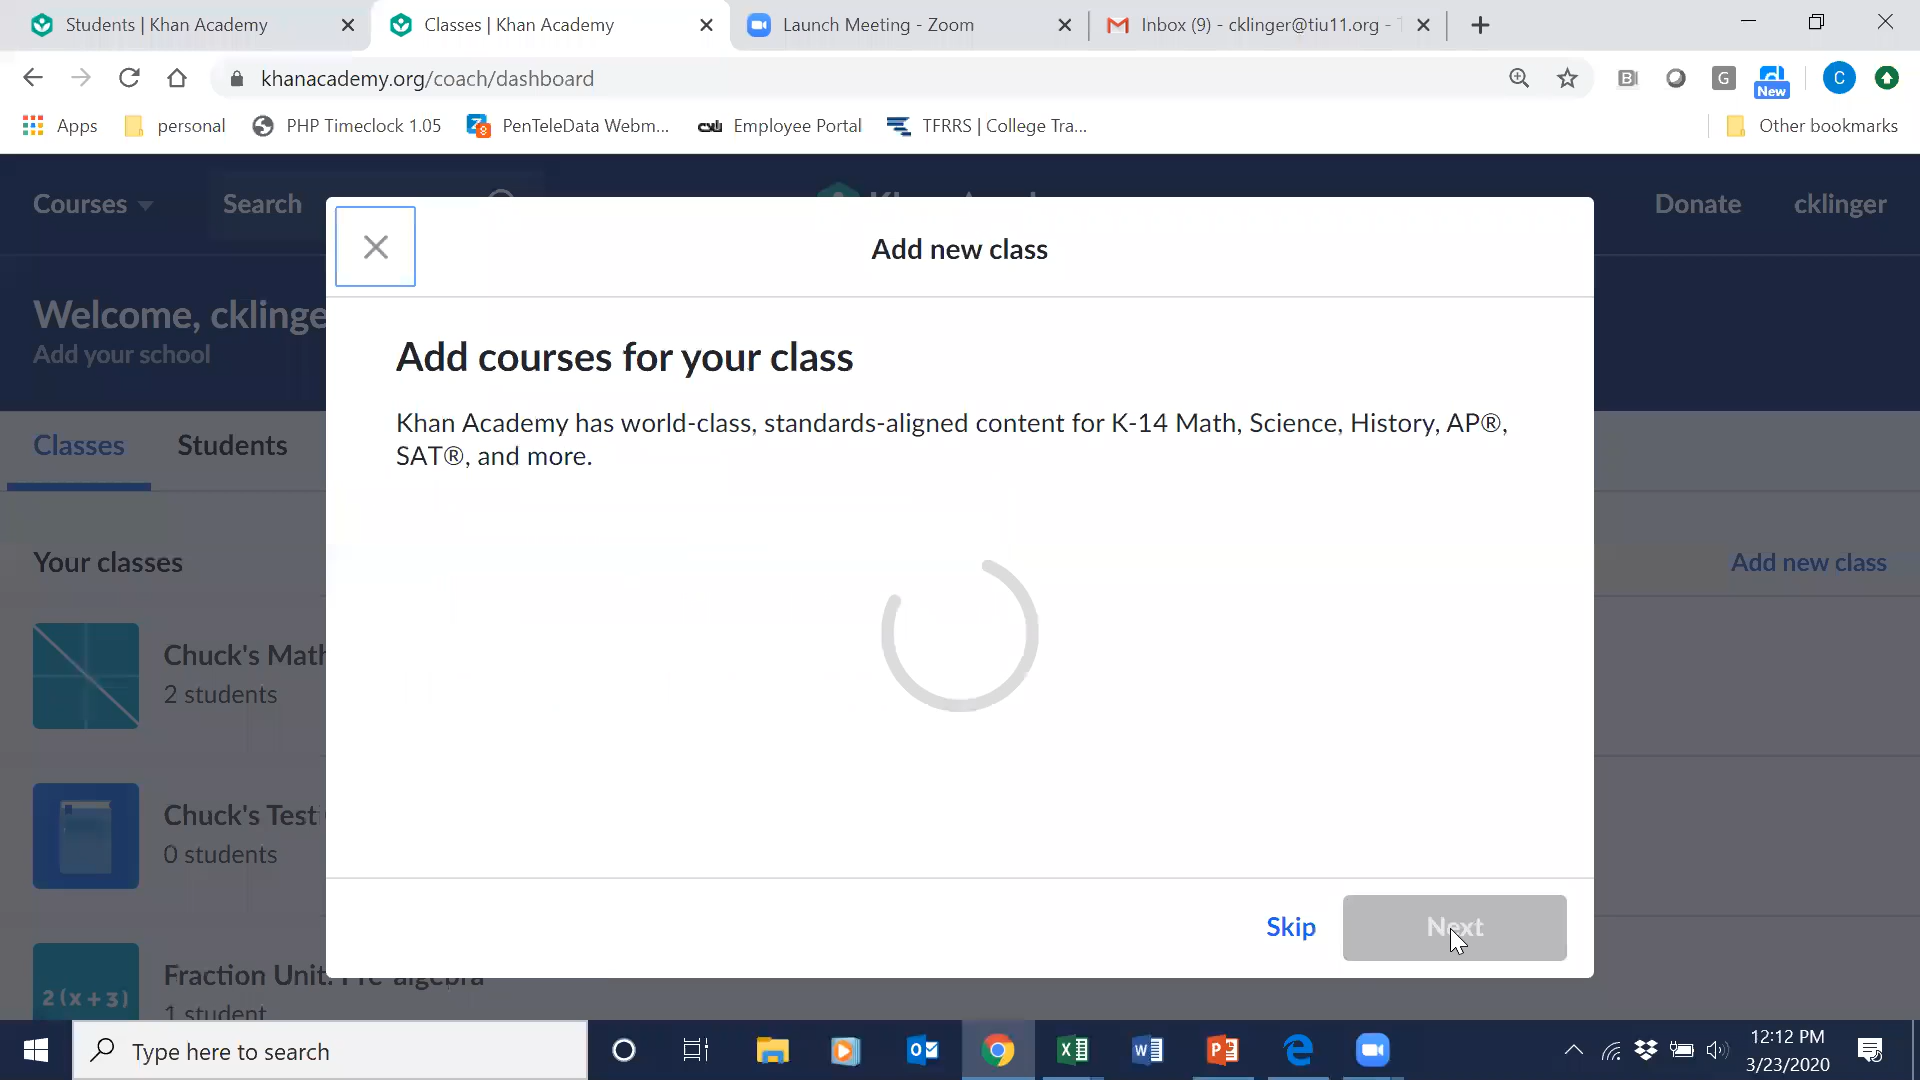 Students | Khan Academy
Classes | Khan Academy
Launch Meeting - Zoom
Inbox (9) - cklinger@tiu11.org -
khanacademy.org/coach/dashboard
B
G
New
C
Apps
personal
PHP Timeclock 1.05
PenTeleData Webm...
Employee Portal
TFRRS | College Tra...
Other bookmarks
Courses
Search
Donate
cklinger
Add new class
Welcome, cklinge
Add your school
Add courses for your class
Khan Academy has world-class, standards-aligned content for K-14 Math, Science, History, AP®,
SAT®, and more.
Classes
Students
Your classes
Add new class
Chuck's Math
2 students
Chuck's Test
0 students
Skip
Next
Fraction Unit: Pre-algebra
2(x+3)
1 student
Type here to search
12:12 PM
3/23/2020